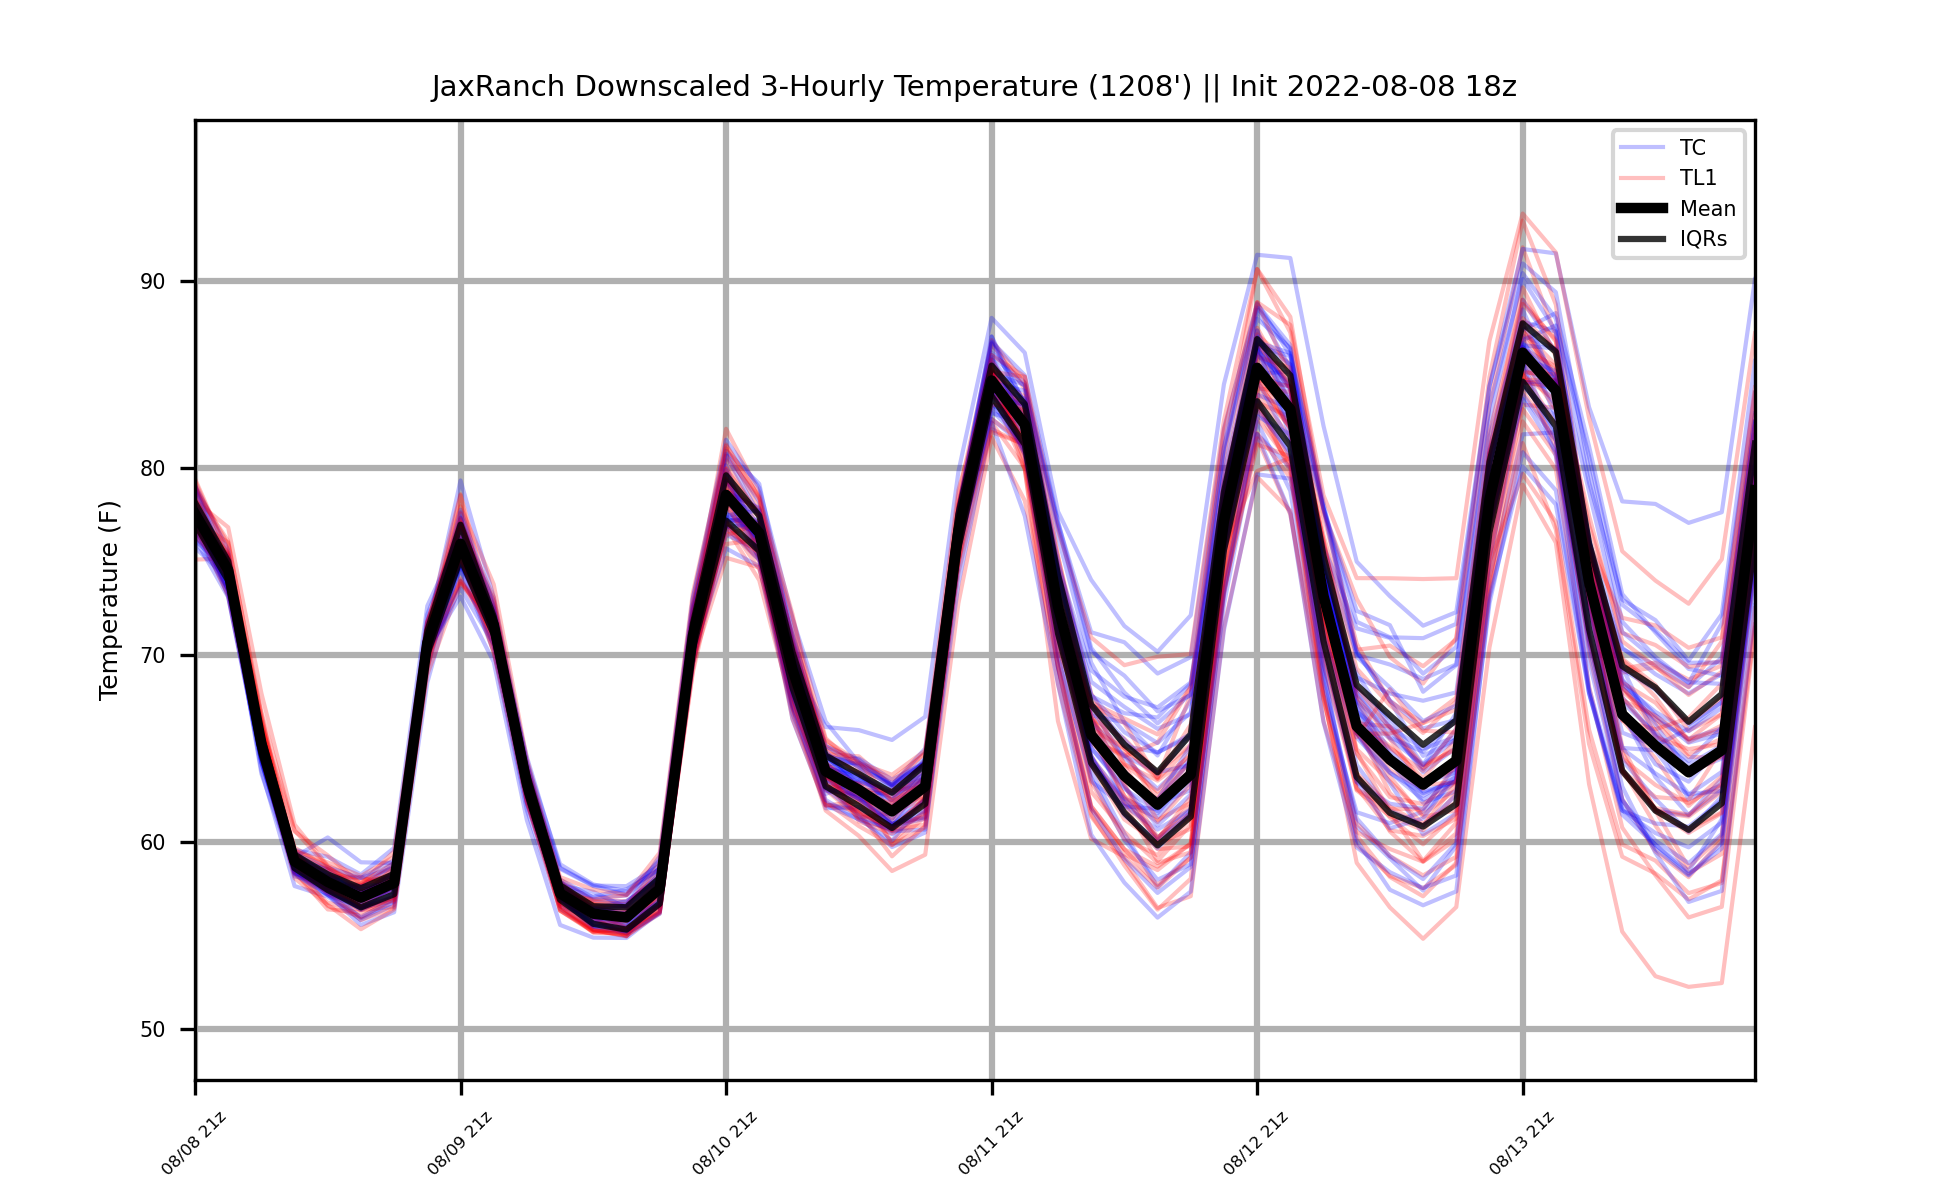 JaxRanch Downscaled 3-Hourly Temperature (1208') || Init 2022-08-08 18z
TC
TL1
Mean
IQRs
Temperature (F)
90
80
70
60
50
08/08 21z
08/09 21z
08/10 21z
08/11 21z
08/12 21z
08/13 21z